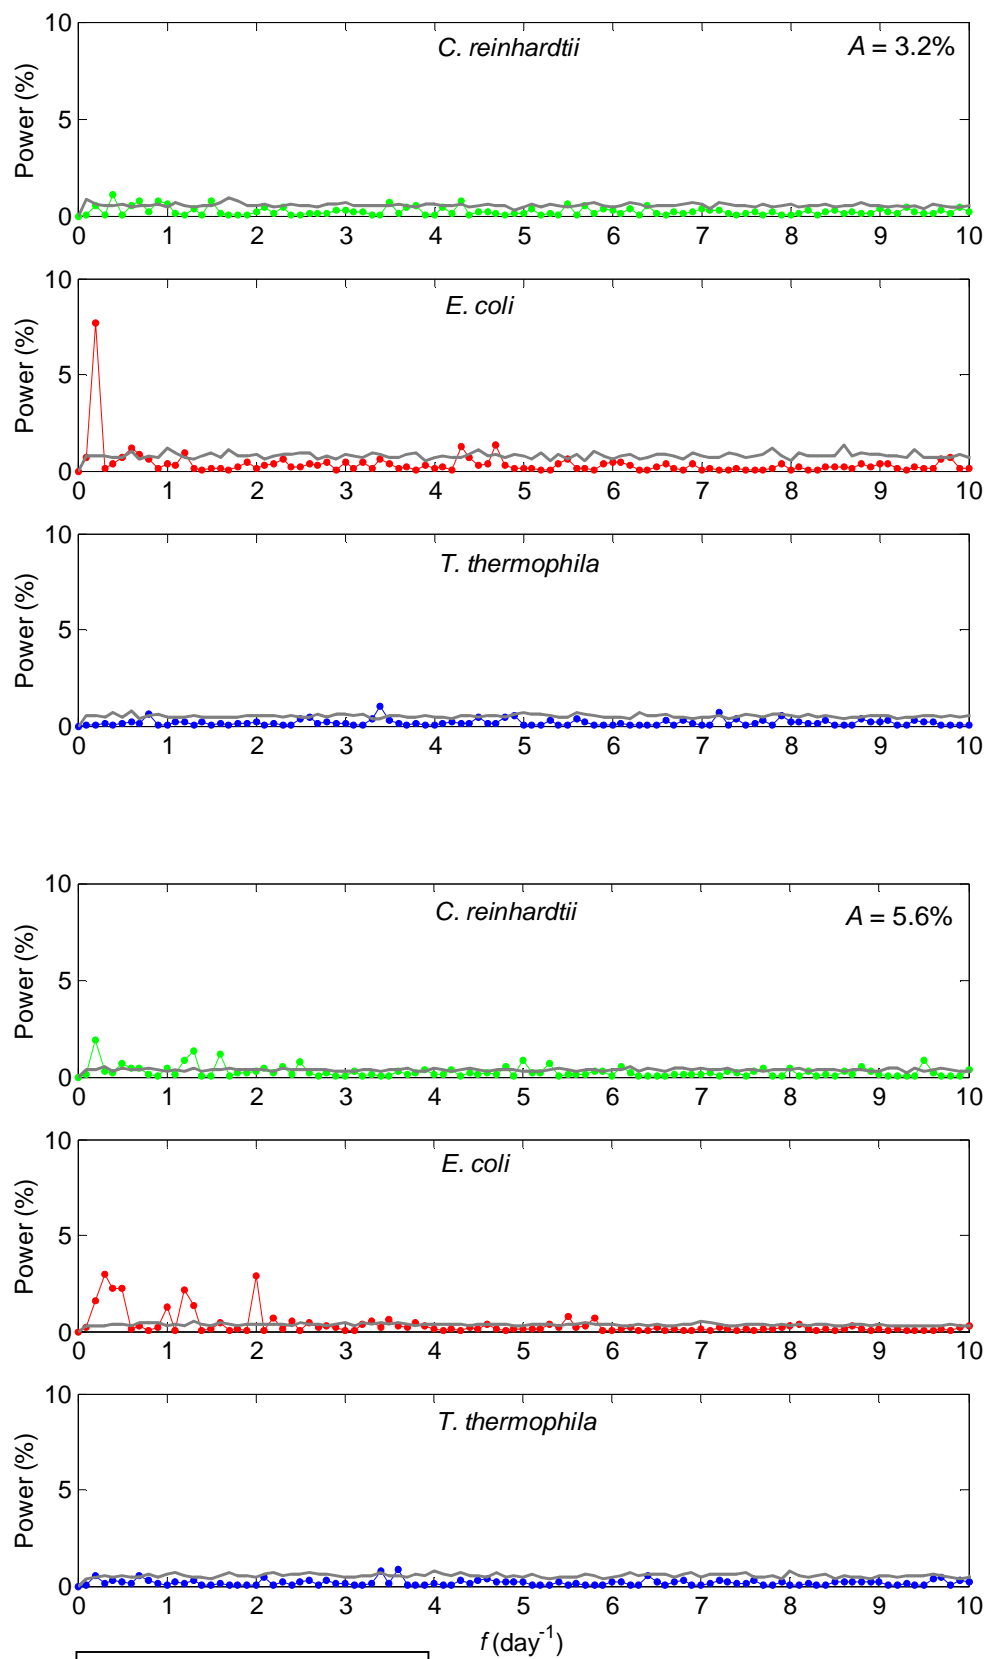 10
C. reinhardtii
A = 3.2%
Power (%)
5
0
0 1 2 3 4 5 6 7 8 9 10
10
E. coli
Power (%)
5
0
0 1 2 3 4 5 6 7 8 9 10
10
T. thermophila
Power (%)
5
0
0 1 2 3 4 5 6 7 8 9 10
10
C. reinhardtii
A = 5.6%
Power (%)
5
0
0 1 2 3 4 5 6 7 8 9 10
10
E. coli
Power (%)
5
0
0 1 2 3 4 5 6 7 8 9 10
10
T. thermophila
Power (%)
5
0
0 1 2 3 4 5 6 7 8 9 10
f (day⁻¹)